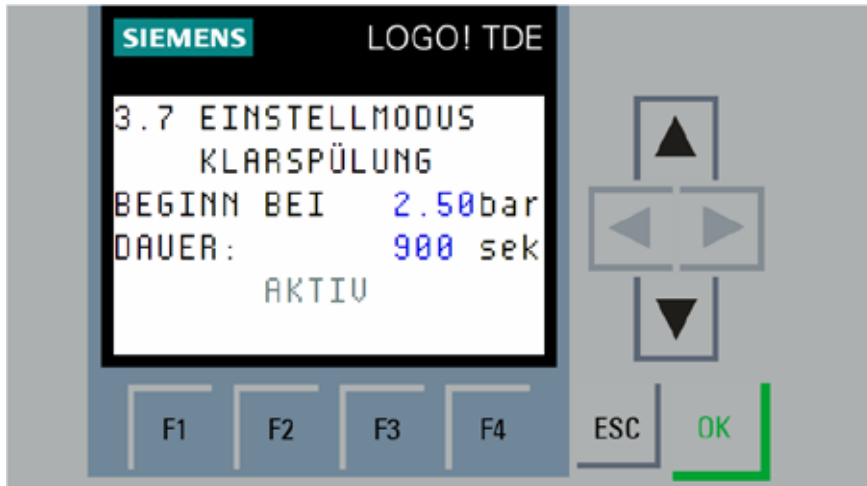 SIEMENS LOGO! TDE
3.7 EINSTELLMODUS
KLARSPÜLUNG
BEGINN BEI 2.50bar
DAUER: 900 sek
AKTIV
F1 F2 F3 F4 ESC OK